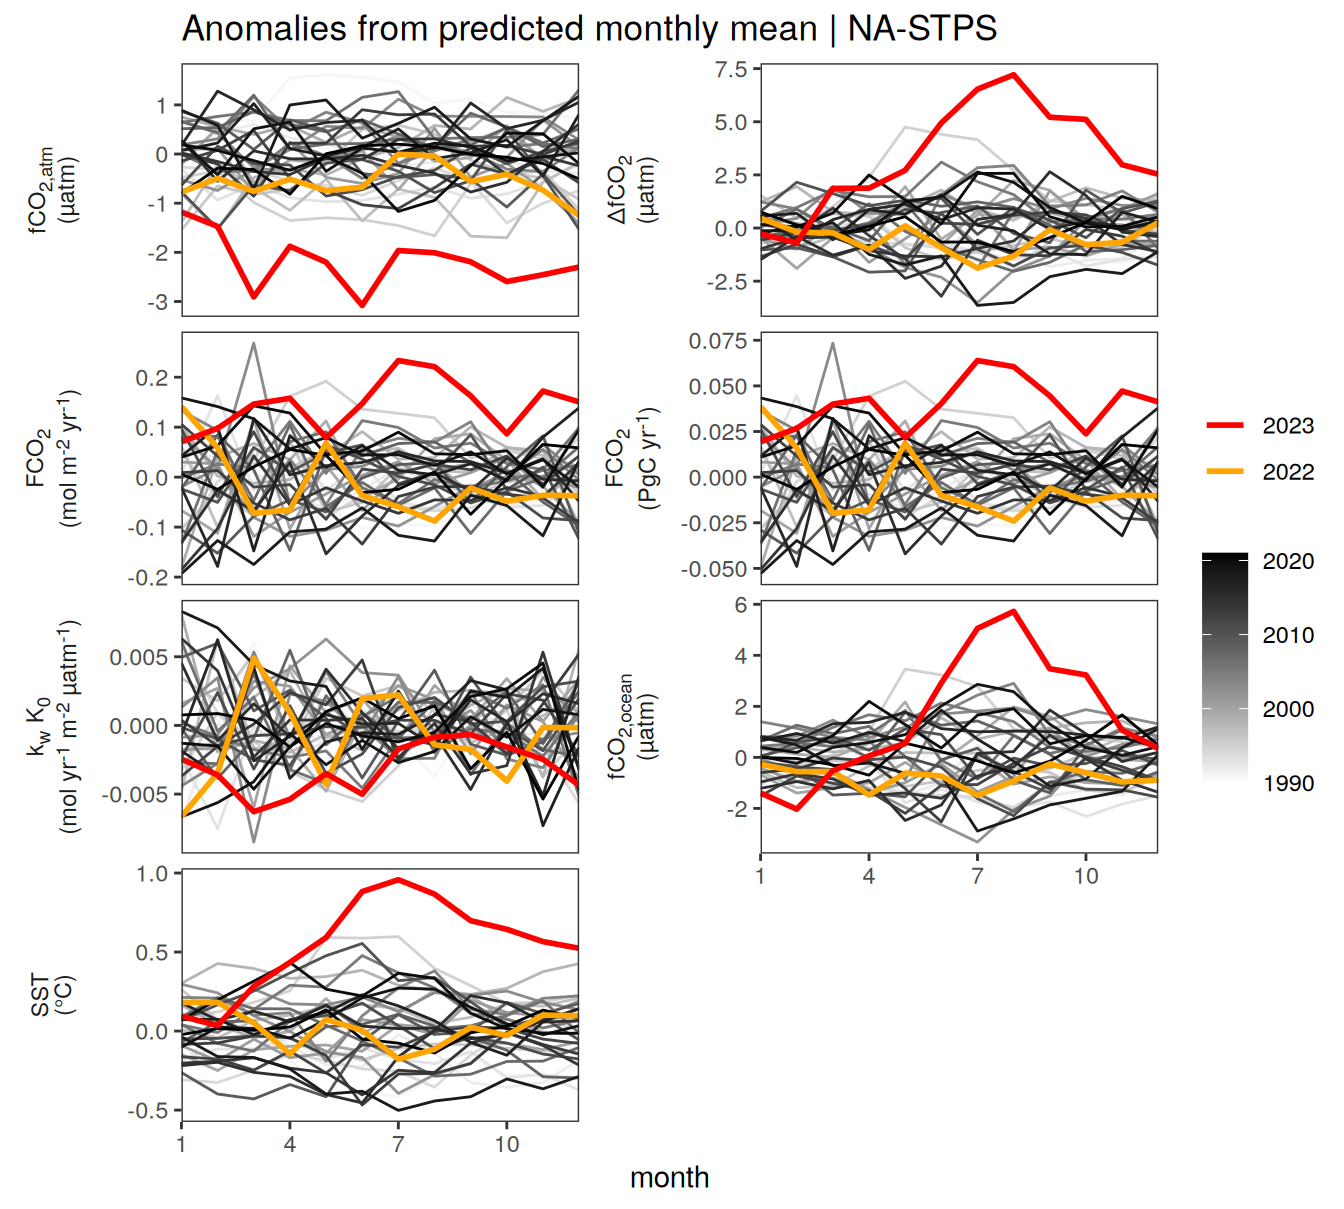 Anomalies from predicted monthly mean | NA-STPS
fCO2,atm
(µatm)
1
0
-1
-2
-3
ΔfCO2
(µatm)
7.5
5.0
2.5
0.0
-2.5
FCO2
(mol m-2 yr-1)
0.2
0.1
0.0
-0.1
-0.2
FCO2
(PgC yr-1)
0.075
0.050
0.025
0.000
-0.025
-0.050
kw K0
(mol yr-1 m-2 µatm-1)
0.005
0.000
-0.005
fCO2,ocean
(µatm)
6
4
2
0
-2
1 4 7 10
SST
(°C)
1.0
0.5
0.0
-0.5
1 4 7 10
month
2023
2022
2020
2010
2000
1990